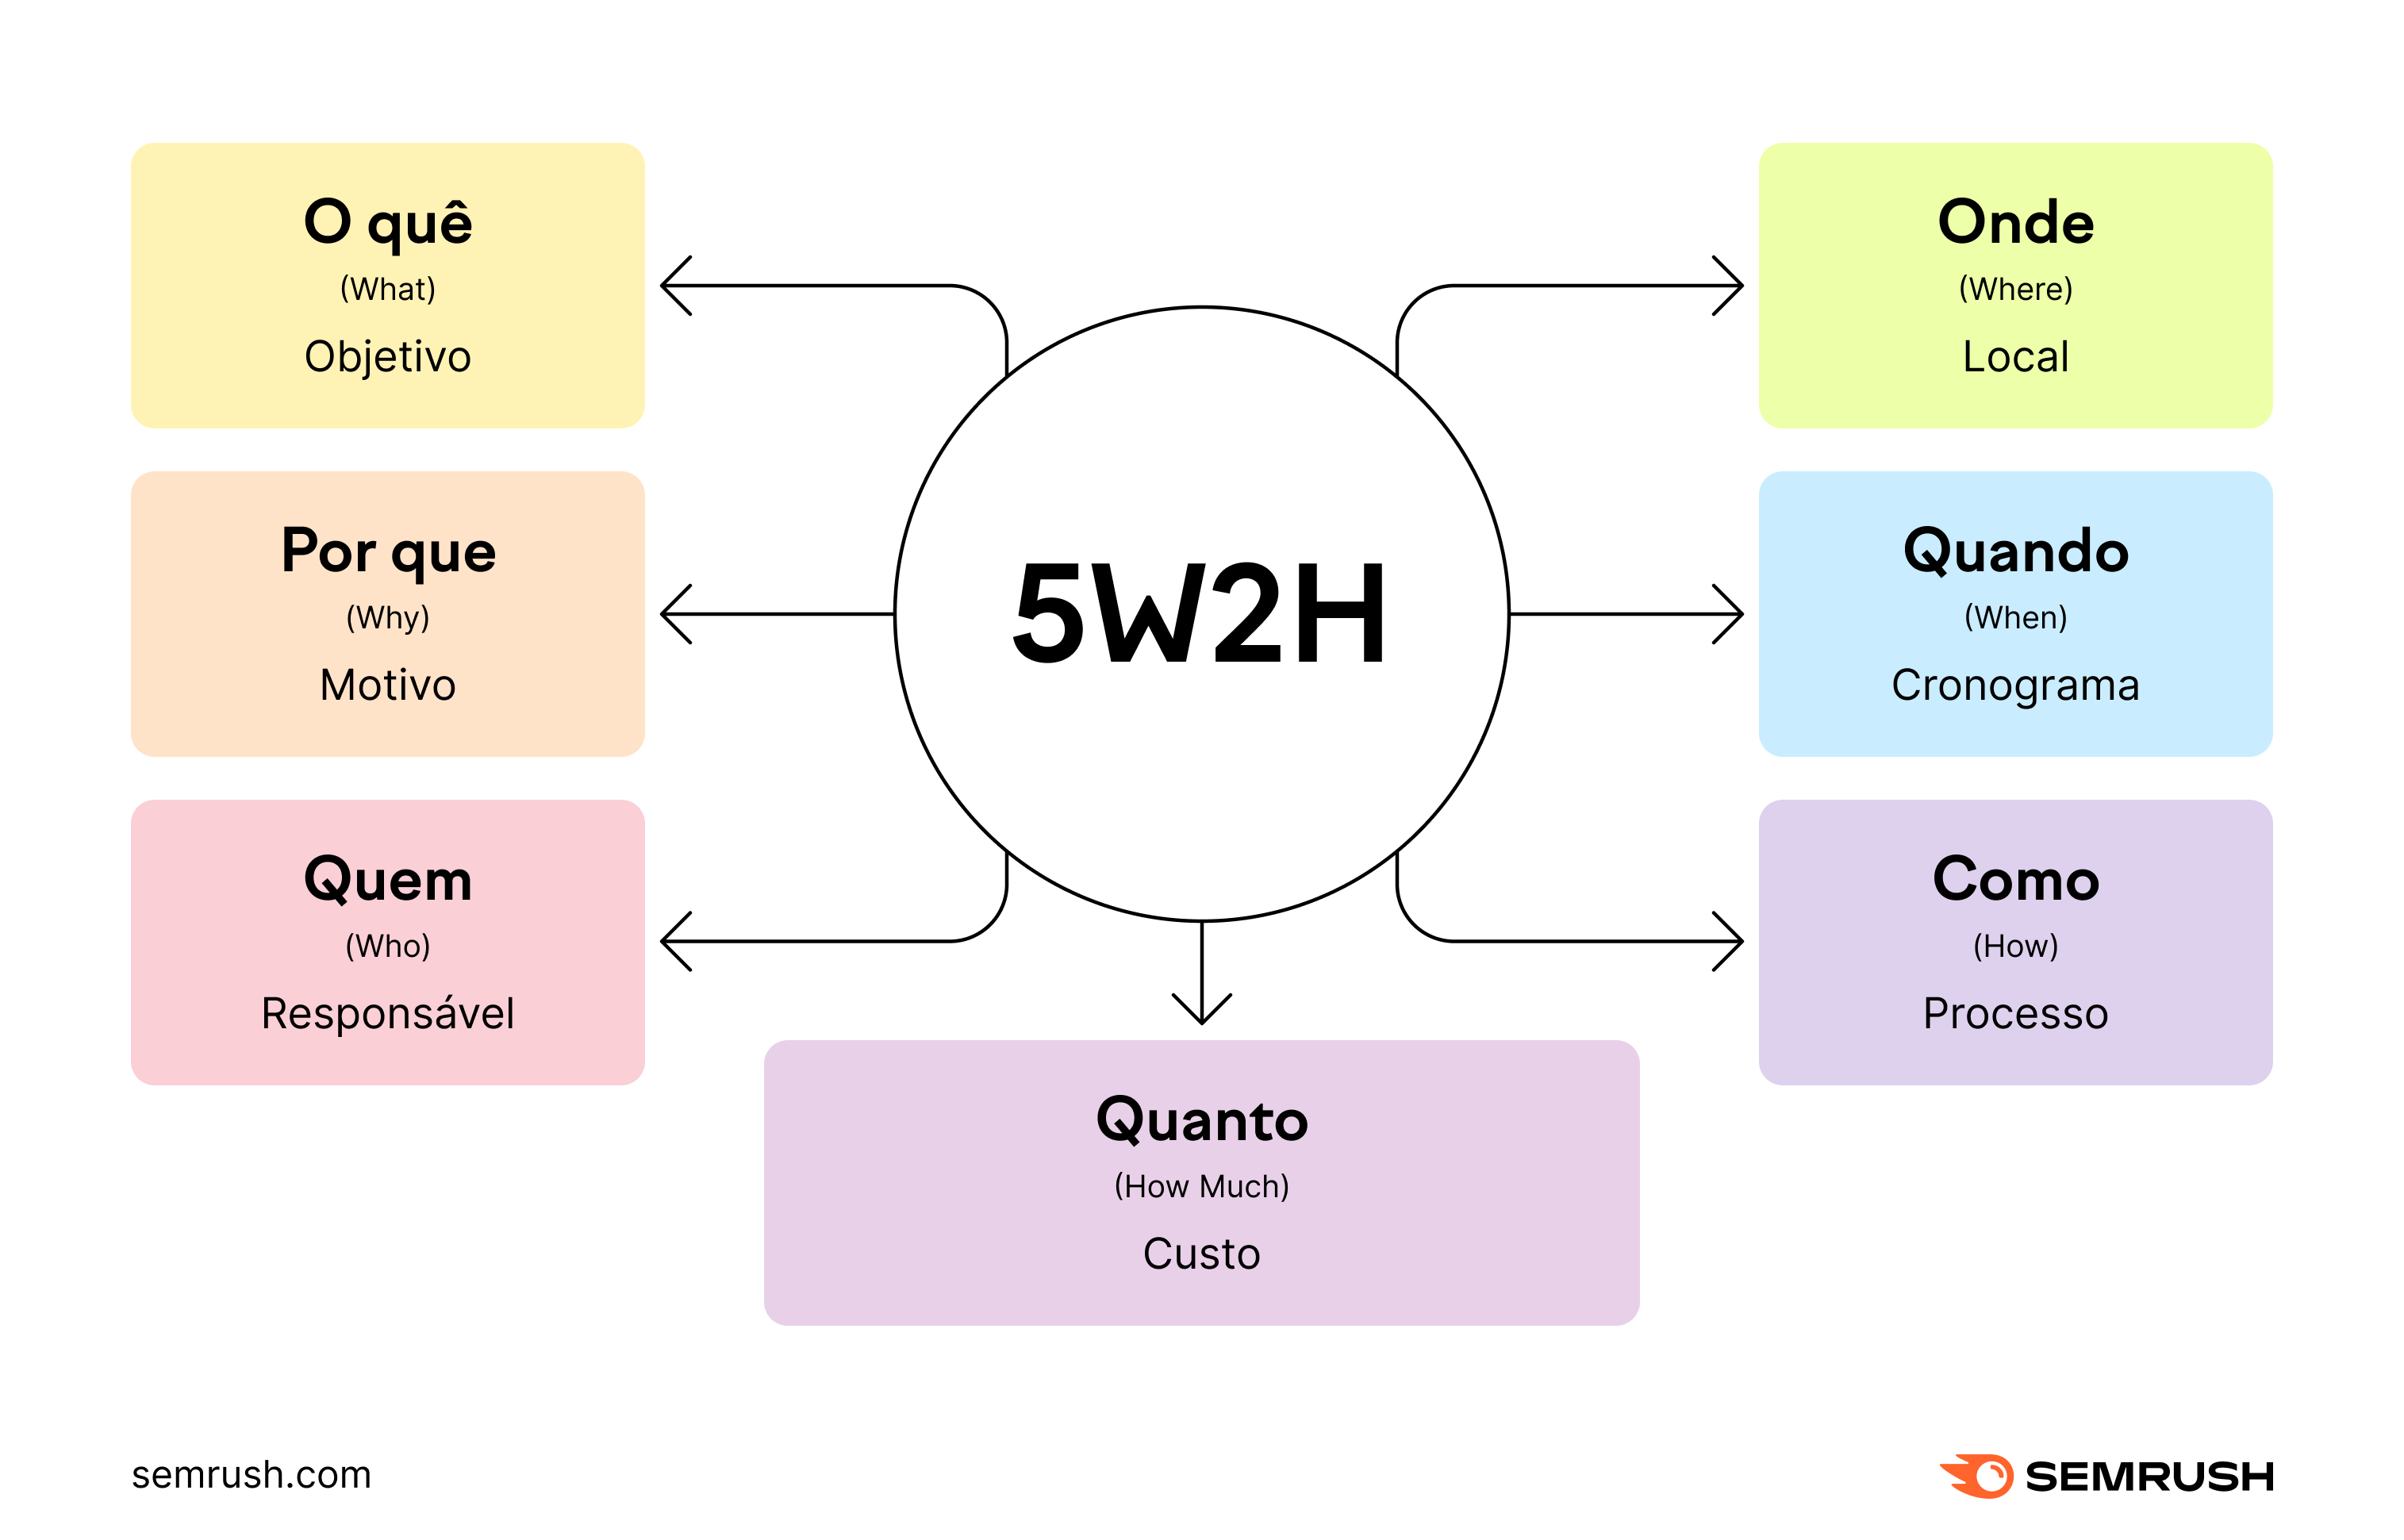 O quê
(What)
Objetivo
Por que
(Why)
Motivo
Quem
(Who)
Responsável
5W2H
Onde
(Where)
Local
Quando
(When)
Cronograma
Como
(How)
Processo
Quanto
(How Much)
Custo
semrush.com
SEMRUSH